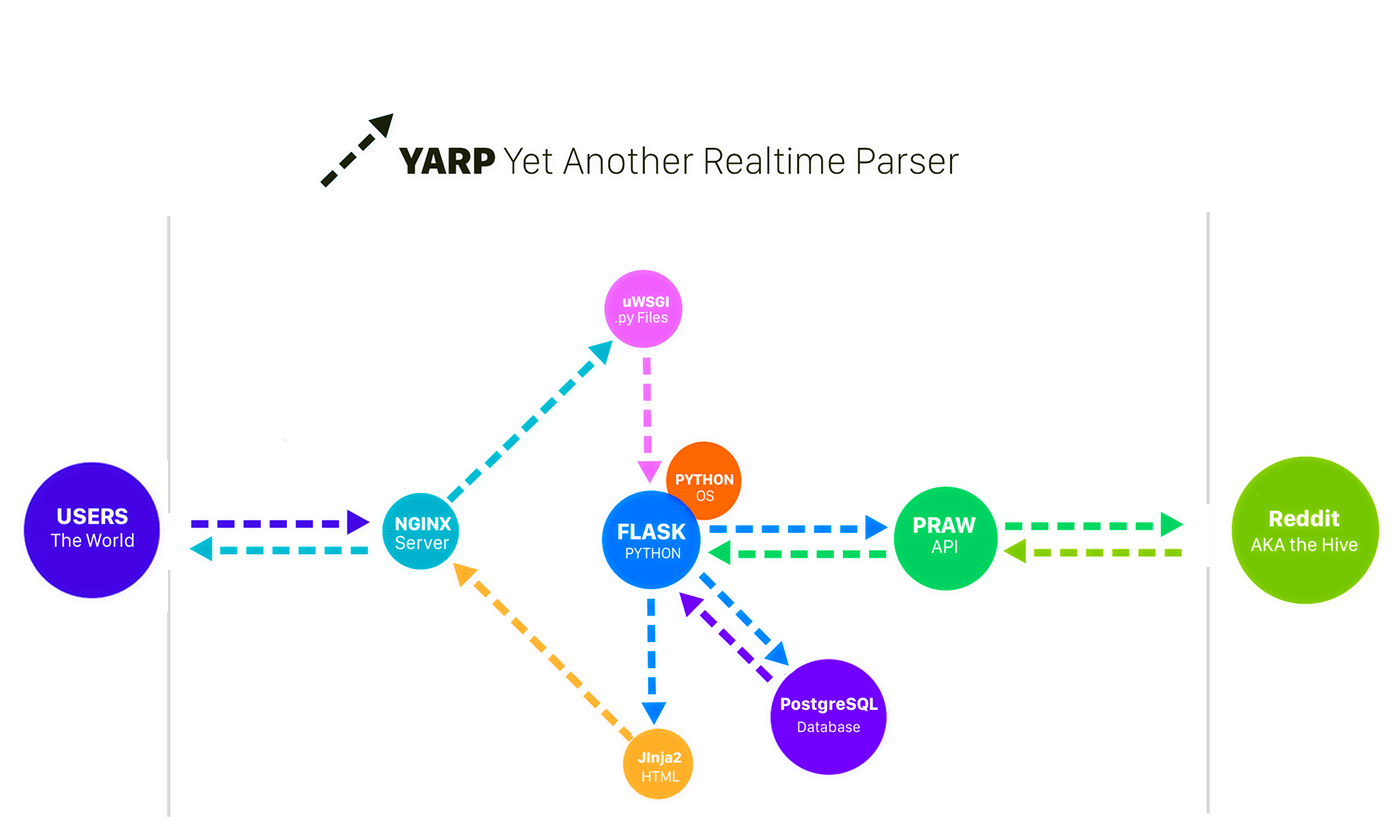 YARP Yet Another Realtime Parser
uWSGI
.py Files
PYTHON
OS
USERS
The World
NGINX
Server
FLASK
PYTHON
PRAW
API
Reddit
AKA the Hive
PostgreSQL
Database
JInja2
HTML